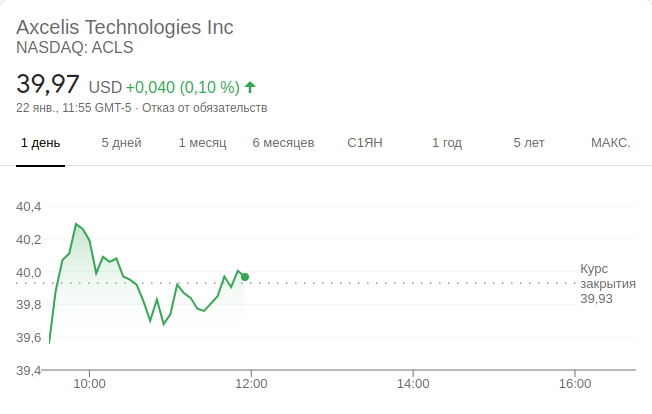 Axcelis Technologies Inc
NASDAQ: ACLS
39,97 USD +0,040 (0,10 %)
22 янв., 11:55 GMT-5 · Отказ от обязательств
1 день 5 дней 1 месяц 6 месяцев С1ЯН 1 год 5 лет МАКС.
40,4
40,2
40,0
39,8
39,6
39,4
Курс
закрытия
39,93
10:00 12:00 14:00 16:00